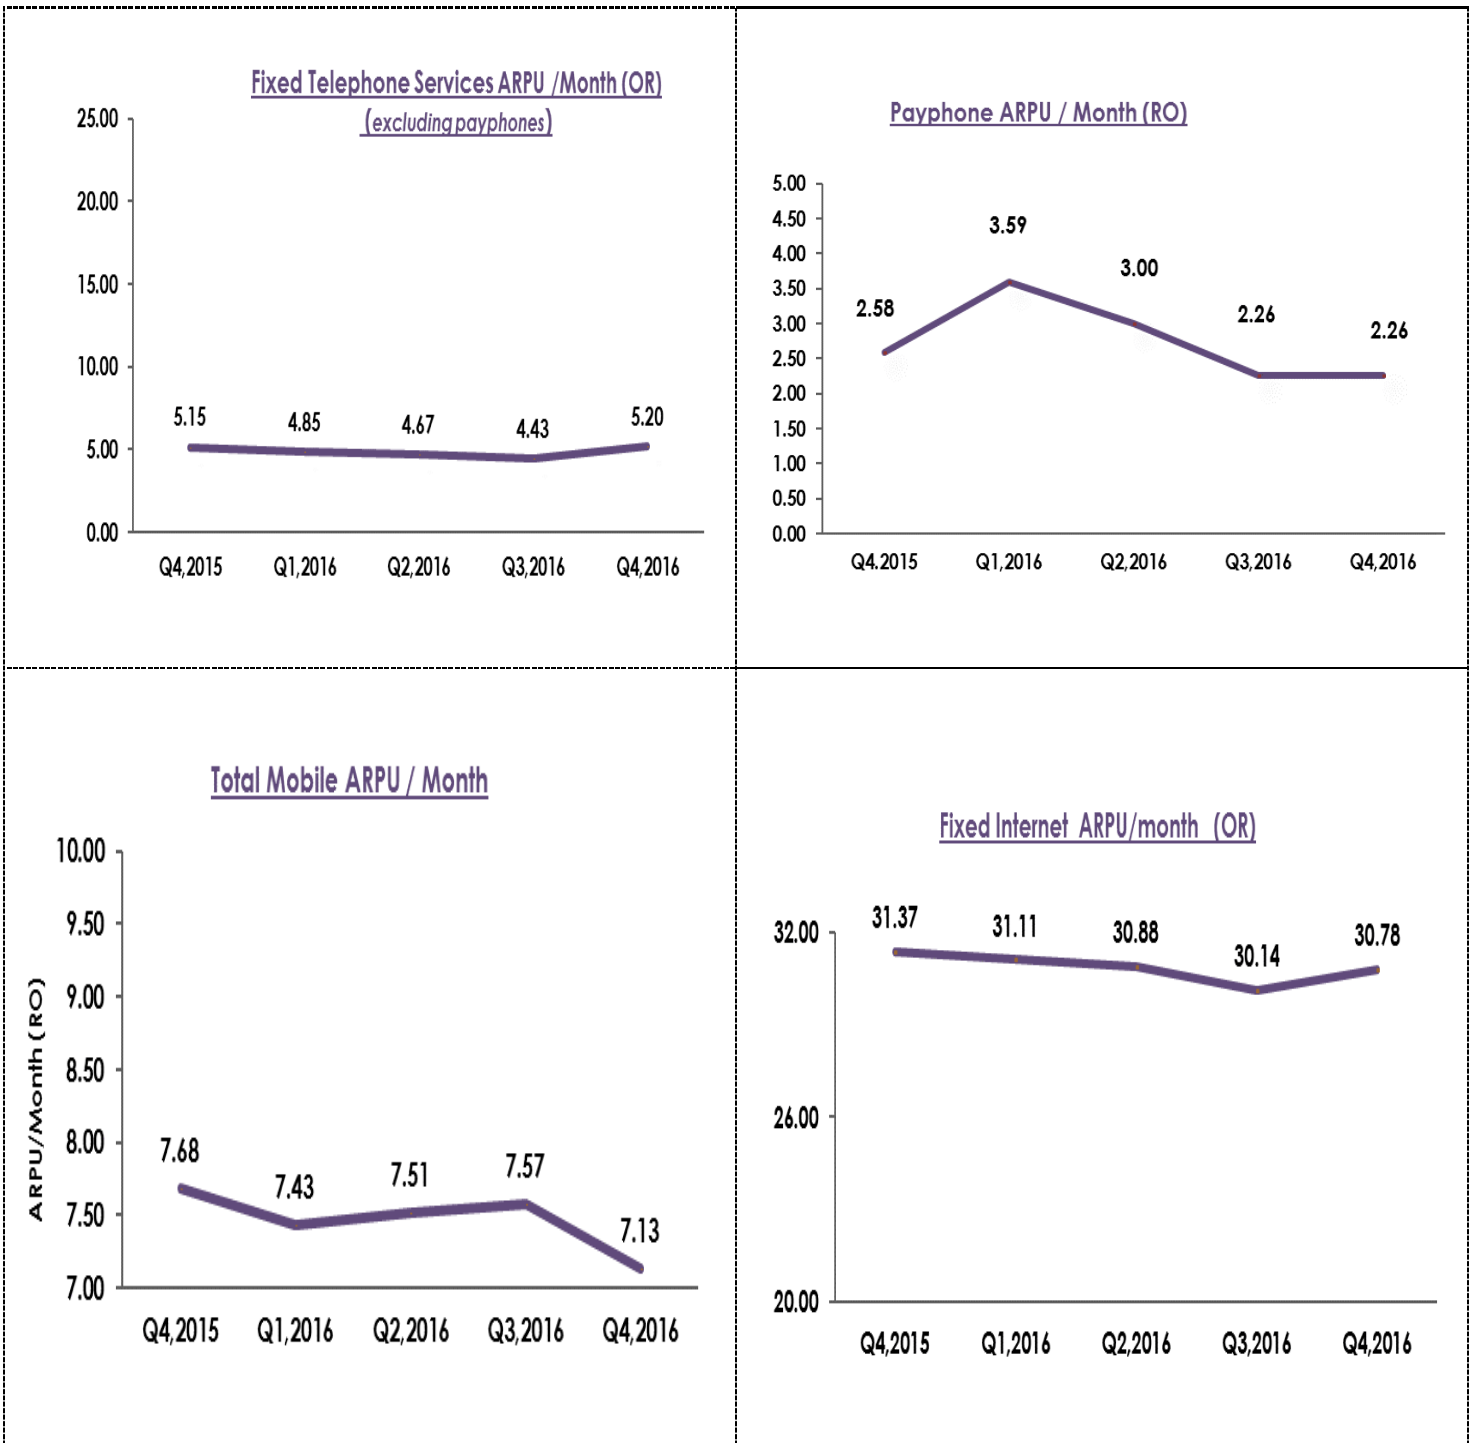 Fixed Telephone Services ARPU /Month (OR)
(excluding payphones)
25.00
20.00
15.00
10.00
5.00
0.00
5.15
4.85
4.67
4.43
5.20
Q4,2015
Q1,2016
Q2,2016
Q3,2016
Q4,2016
Payphone ARPU / Month (RO)
5.00
4.50
4.00
3.50
3.00
2.50
2.00
1.50
1.00
0.50
0.00
2.58
3.59
3.00
2.26
2.26
Q4.2015
Q1,2016
Q2,2016
Q3,2016
Q4,2016
Total Mobile ARPU / Month
ARPU/Month (RO)
10.00
9.50
9.00
8.50
8.00
7.50
7.00
7.68
7.43
7.51
7.57
7.13
Q4,2015
Q1,2016
Q2,2016
Q3,2016
Q4,2016
Fixed Internet ARPU/month (OR)
32.00
26.00
20.00
31.37
31.11
30.88
30.14
30.78
Q4,2015
Q1,2016
Q2,2016
Q3,2016
Q4,2016